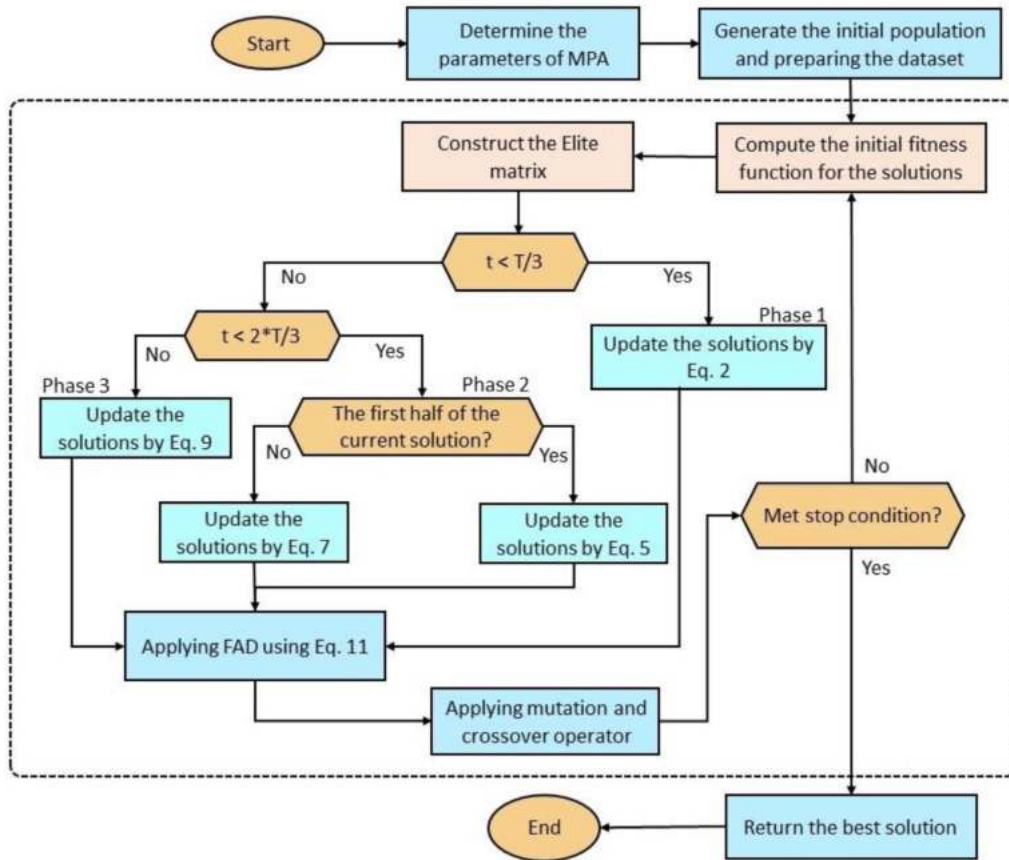 Start
Determine the
parameters of MPA
Generate the initial population
and preparing the dataset
Construct the Elite
matrix
Compute the initial fitness
function for the solutions
t < T/3
No
Yes
t < 2*T/3
Phase 1
Update the solutions by
Eq. 2
No
Yes
Phase 3
Update the
solutions by Eq. 9
Phase 2
The first half of the
current solution?
No
Yes
No
Update the
solutions by Eq. 7
Update the
solutions by Eq. 5
Met stop condition?
Yes
Applying FAD using Eq. 11
Applying mutation and
crossover operator
End
Return the best solution